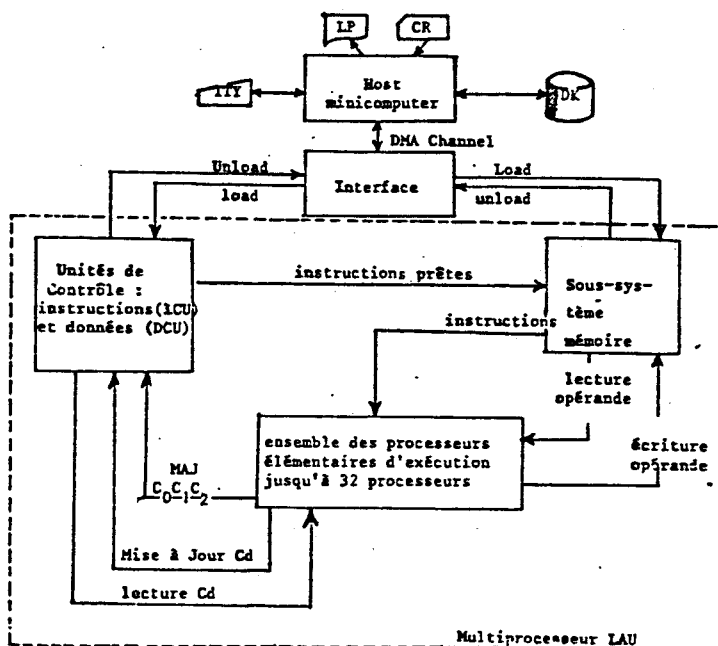 LP
CR
TTY
Host
minicomputer
DK
DMA Channel
Unload
load
Interface
Load
unload
Unités de
Contrôle :
instructions(ICU)
et données (DCU)
instructions prêtes
Sous-sys-
tème
mémoire
instructions
lecture
opérande
ensemble des processeurs
élémentaires d'exécution
jusqu'à 32 processeurs
écriture
opérande
MAJ
C0C1C2
Mise à Jour Cd
lecture Cd
Multiprocesseur LAU